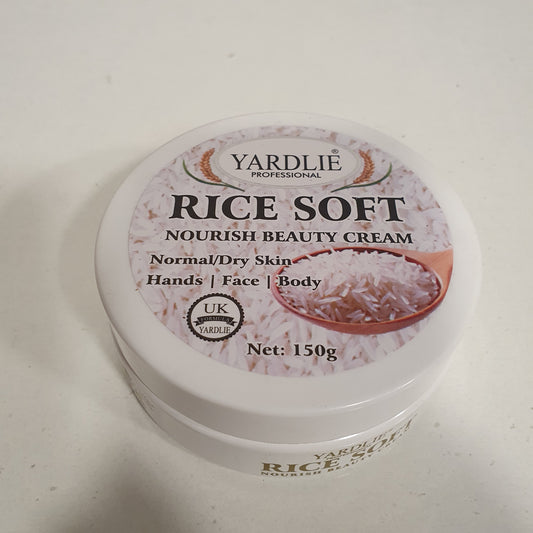 YARDLIE®
PROFESSIONAL
RICE SOFT
NOURISH BEAUTY CREAM
Normal/Dry Skin
Hands | Face | Body
UK
FORMULA
YARDLIE
Net: 150g
YARDLIE
RICE SOFT
NOURISH BEAUTY